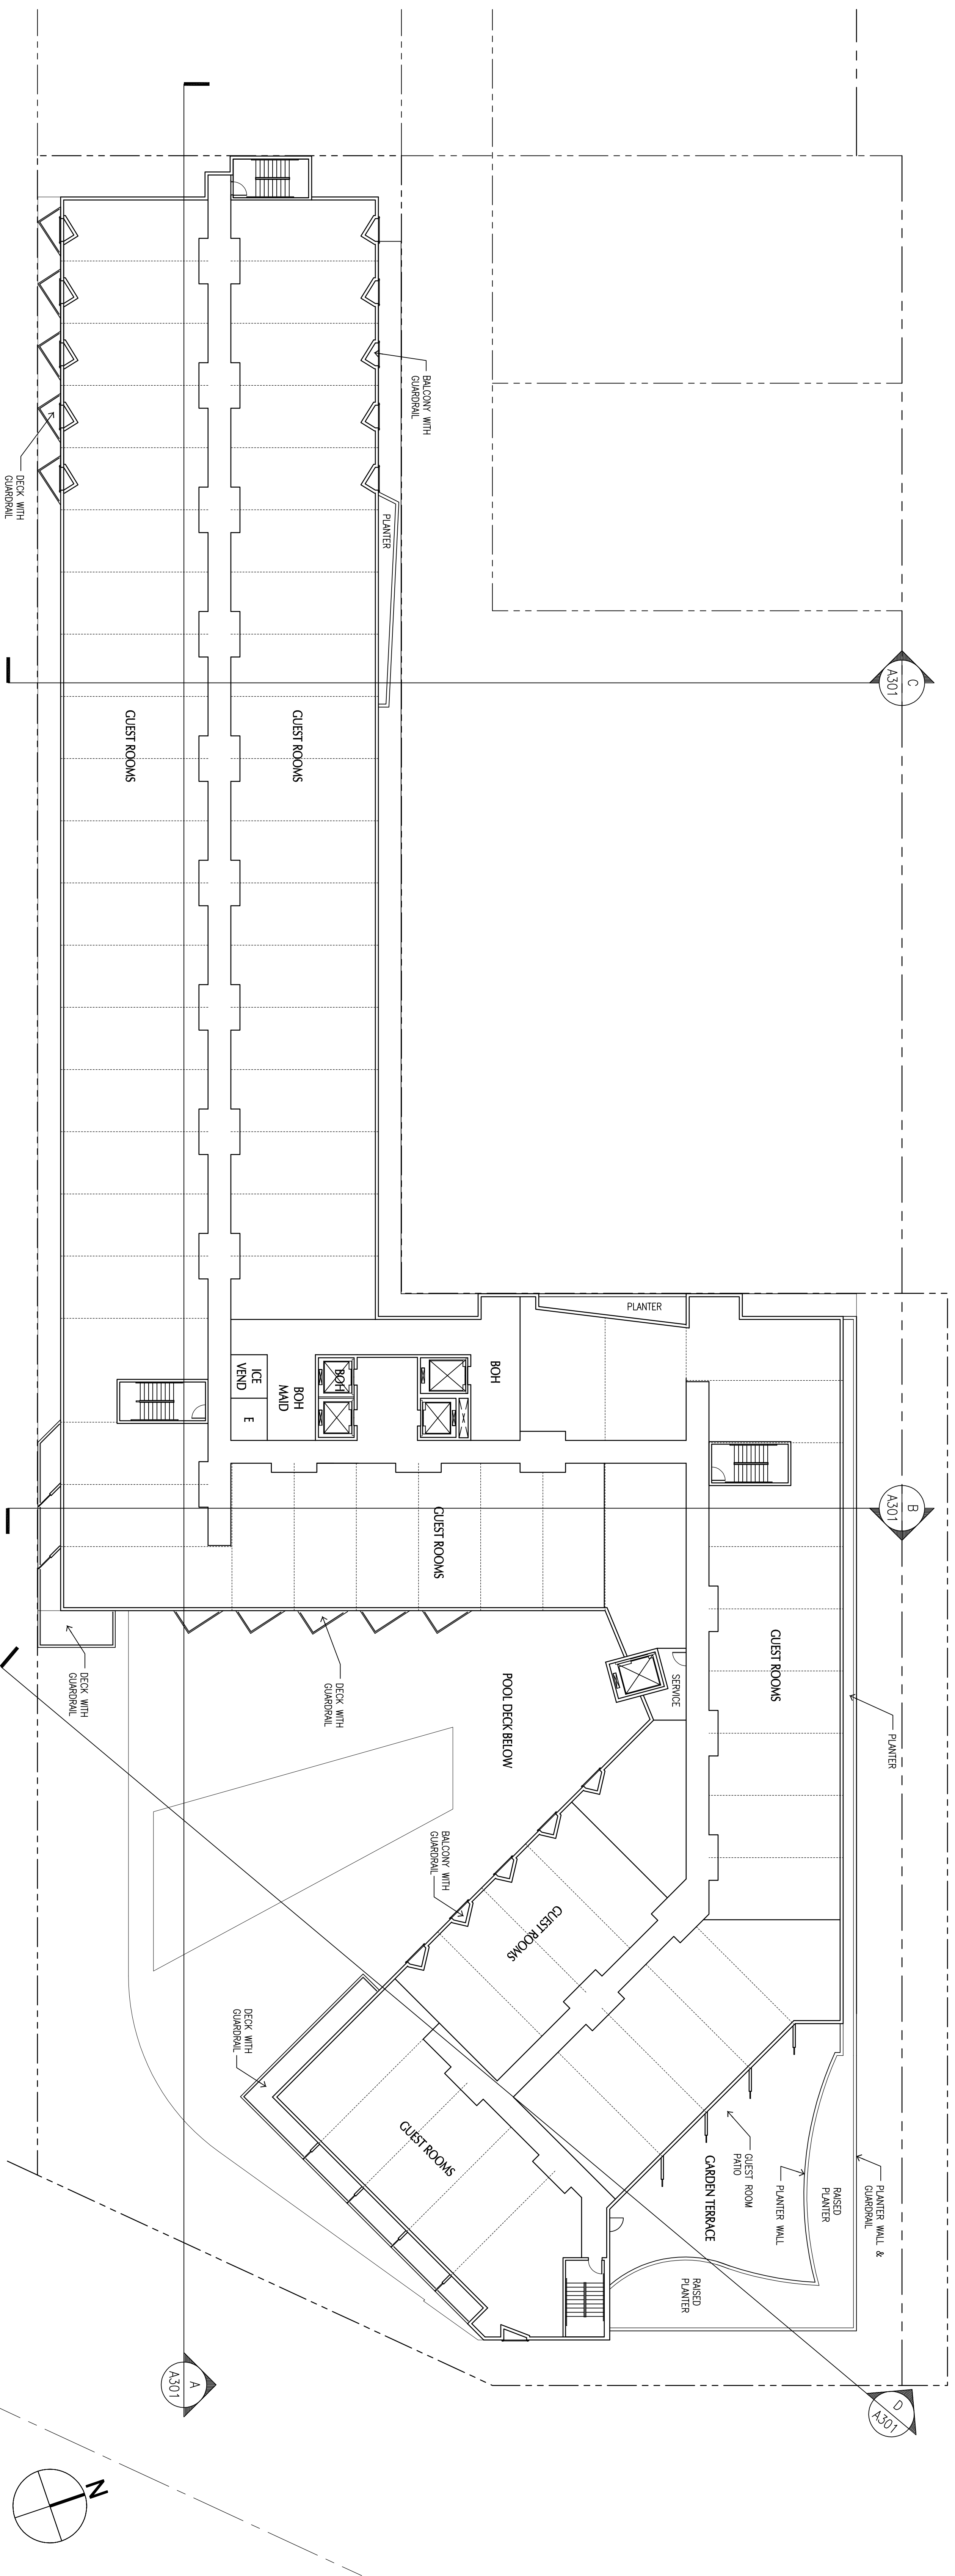 BALCONY WITH
GUARDRAIL
DECK WITH
GUARDRAIL
PLANTER
C
A301
GUEST ROOMS
GUEST ROOMS
PLANTER
BOH
BOH
ICE
VEND
BOH
MAID
E
B
A301
GUEST ROOMS
GUEST ROOMS
SERVICE
PLANTER
DECK WITH
GUARDRAIL
DECK WITH
GUARDRAIL
POOL DECK BELOW
BALCONY WITH
GUARDRAIL
GUEST ROOMS
DECK WITH
GUARDRAIL
GUEST ROOMS
GUEST ROOM
PATIO
GARDEN TERRACE
PLANTER WALL
RAISED
PLANTER
PLANTER WALL &
GUARDRAIL
RAISED
PLANTER
A
A301
D
A301
N